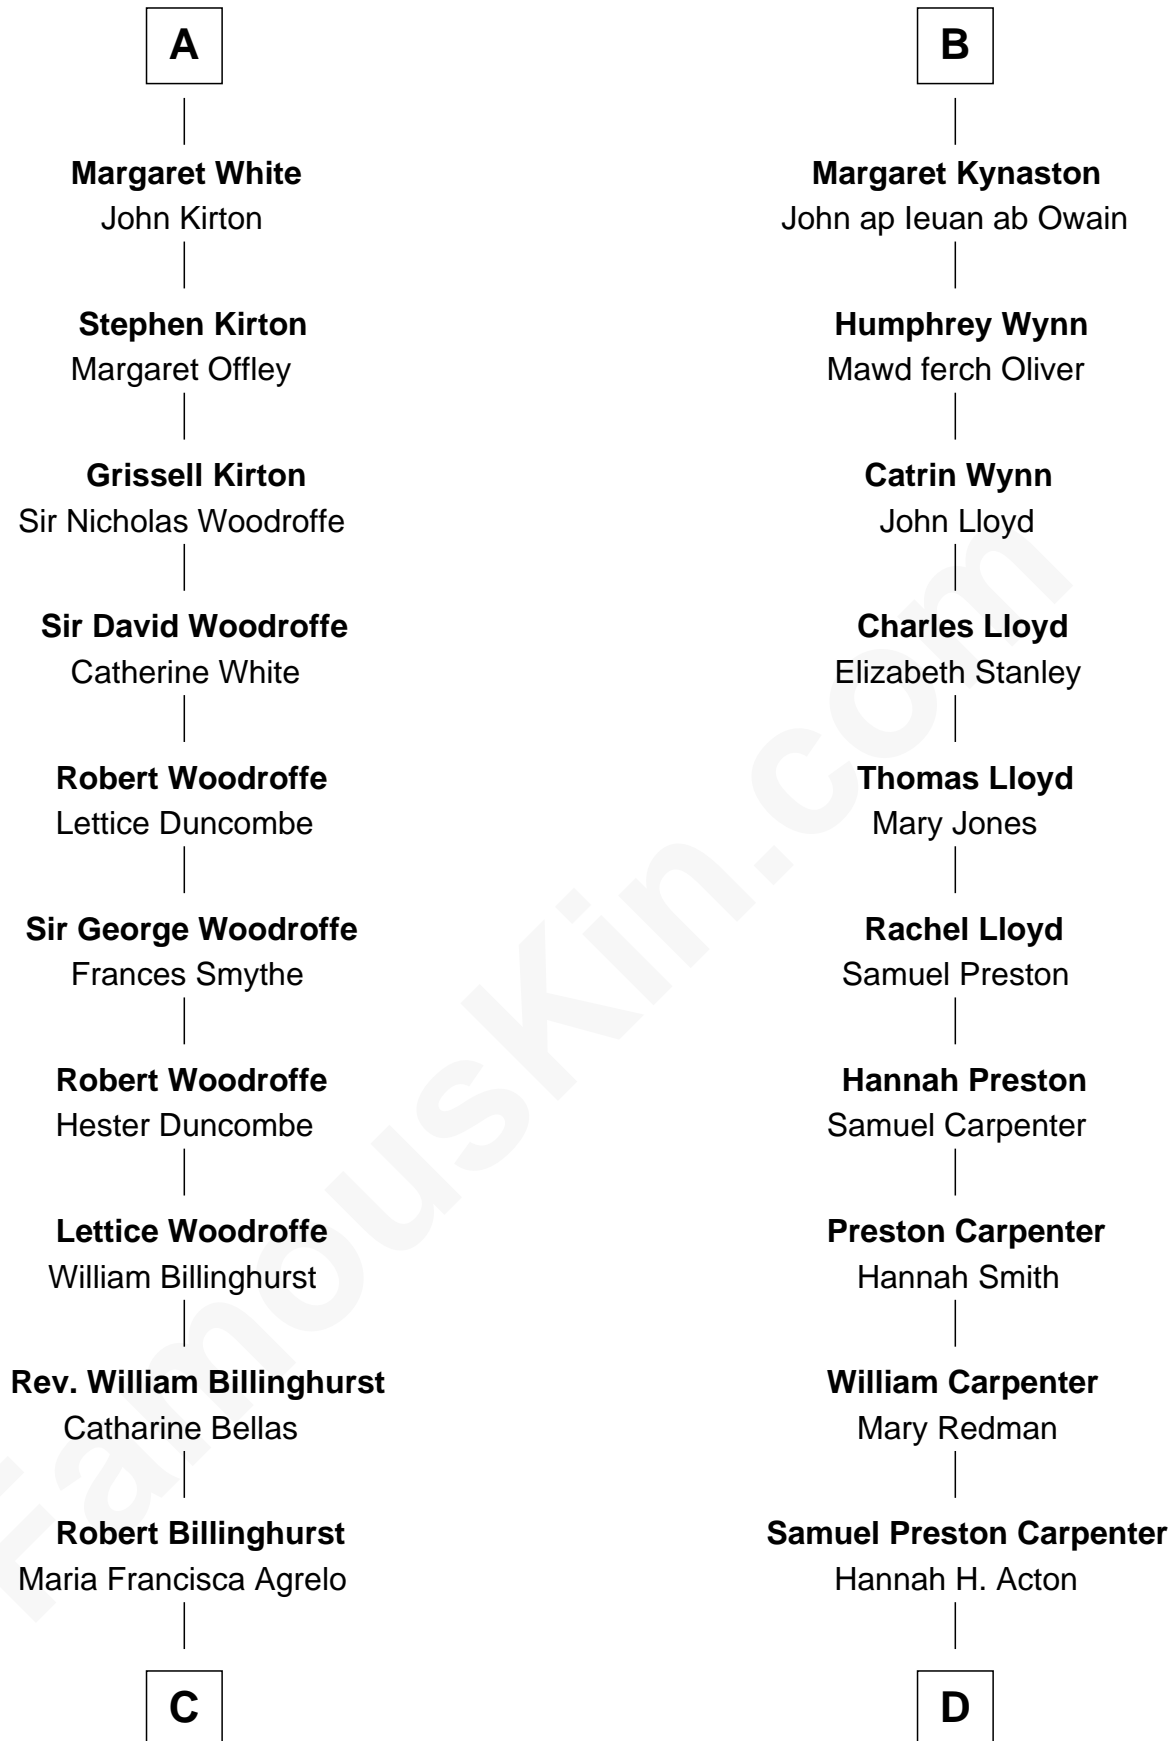 A
Margaret White
John Kirton
Stephen Kirton
Margaret Offley
Grissell Kirton
Sir Nicholas Woodroffe
Sir David Woodroffe
Catherine White
Robert Woodroffe
Lettice Duncombe
Sir George Woodroffe
Frances Smythe
Robert Woodroffe
Hester Duncombe
Lettice Woodroffe
William Billinghurst
Rev. William Billinghurst
Catharine Bellas
Robert Billinghurst
Maria Francisca Agrelo
C
B
Margaret Kynaston
John ap Ieuan ab Owain
Humphrey Wynn
Mawd ferch Oliver
Catrin Wynn
John Lloyd
Charles Lloyd
Elizabeth Stanley
Thomas Lloyd
Mary Jones
Rachel Lloyd
Samuel Preston
Hannah Preston
Samuel Carpenter
Preston Carpenter
Hannah Smith
William Carpenter
Mary Redman
Samuel Preston Carpenter
Hannah H. Acton
D
FamousKin.com